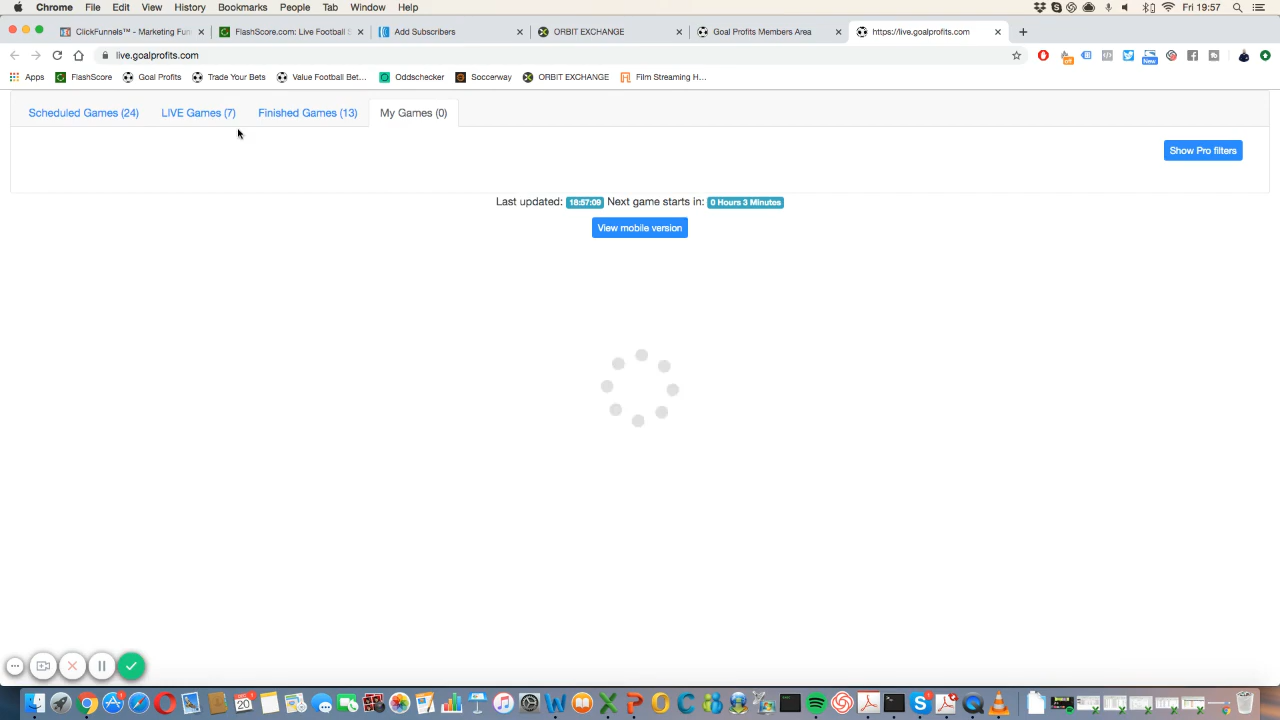 Chrome File Edit View History Bookmarks People Tab Window Help Fri 19:57
ClickFunnels™ - Marketing Fun FlashScore.com: Live Football S Add Subscribers ORBIT EXCHANGE Goal Profits Members Area https://live.goalprofits.com
live.goalprofits.com
off
New
Apps FlashScore Goal Profits Trade Your Bets Value Football Bet... Oddschecker Soccerway ORBIT EXCHANGE Film Streaming H...
Scheduled Games (24) LIVE Games (7) Finished Games (13) My Games (0)
Show Pro filters
Last updated: 18:57:09 Next game starts in: 0 Hours 3 Minutes
View mobile version
20